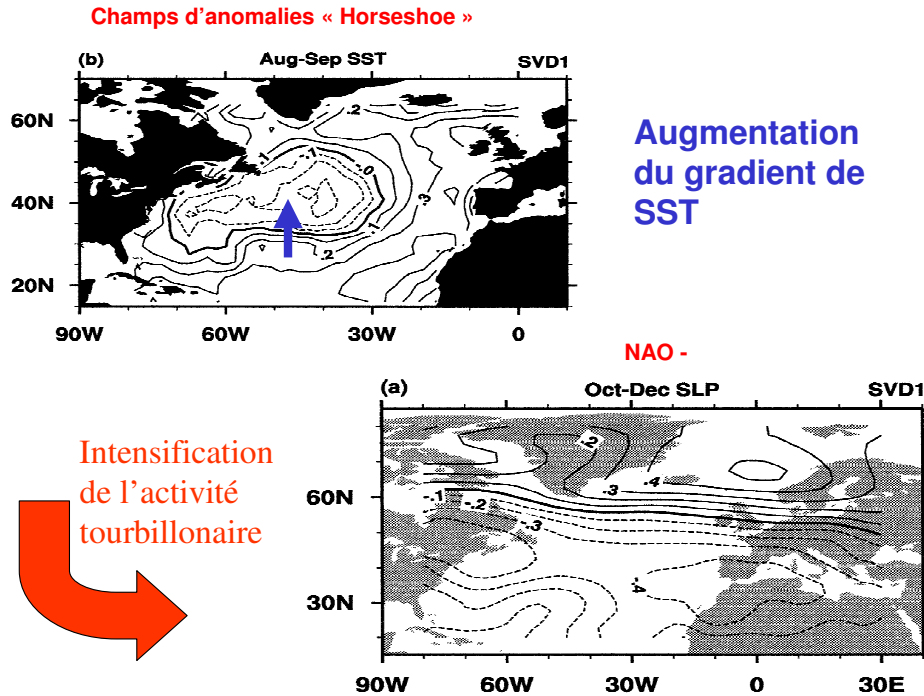 Champs d'anomalies « Horseshoe »
(b) Aug-Sep SST SVD1
60N
40N
20N
90W 60W 30W 0
.2
-.1
-.1
.0
.3
.1
.2
Augmentation
du gradient de
SST
NAO -
(a) Oct-Dec SLP SVD1
60N
30N
90W 60W 30W 0 30E
.2
.4
.3
-.1
-.2
-.3
-.4
Intensification
de l'activité
tourbillonaire